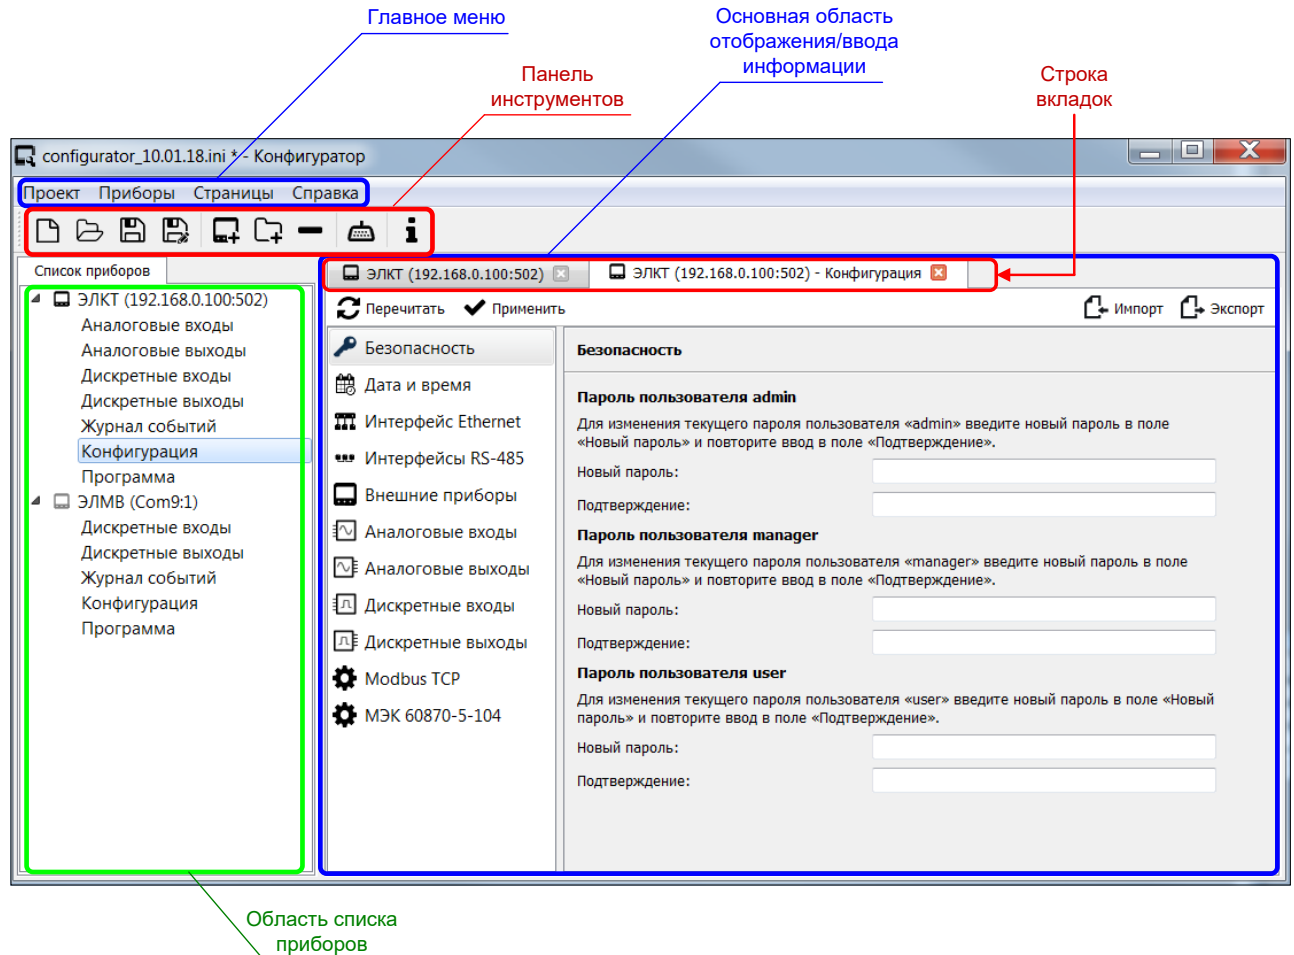 Главное меню
Основная область
отображения/ввода
информации
Панель
инструментов
Строка
вкладок
configurator_10.01.18.ini * - Конфигуратор
Проект Приборы Страницы Справка
Список приборов
ЭЛКТ (192.168.0.100:502)
Аналоговые входы
Аналоговые выходы
Дискретные входы
Дискретные выходы
Журнал событий
Конфигурация
Программа
ЭЛМВ (Com9:1)
Дискретные входы
Дискретные выходы
Журнал событий
Конфигурация
Программа
ЭЛКТ (192.168.0.100:502) ЭЛКТ (192.168.0.100:502) - Конфигурация
Перечитать Применить Импорт Экспорт
Безопасность
Дата и время
Интерфейс Ethernet
Интерфейсы RS-485
Внешние приборы
Аналоговые входы
Аналоговые выходы
Дискретные входы
Дискретные выходы
Modbus TCP
МЭК 60870-5-104
Безопасность
Пароль пользователя admin
Для изменения текущего пароля пользователя «admin» введите новый пароль в поле
«Новый пароль» и повторите ввод в поле «Подтверждение».
Новый пароль:
Подтверждение:
Пароль пользователя manager
Для изменения текущего пароля пользователя «manager» введите новый пароль в поле
«Новый пароль» и повторите ввод в поле «Подтверждение».
Новый пароль:
Подтверждение:
Пароль пользователя user
Для изменения текущего пароля пользователя «user» введите новый пароль в поле «Новый
пароль» и повторите ввод в поле «Подтверждение».
Новый пароль:
Подтверждение:
Область списка
приборов